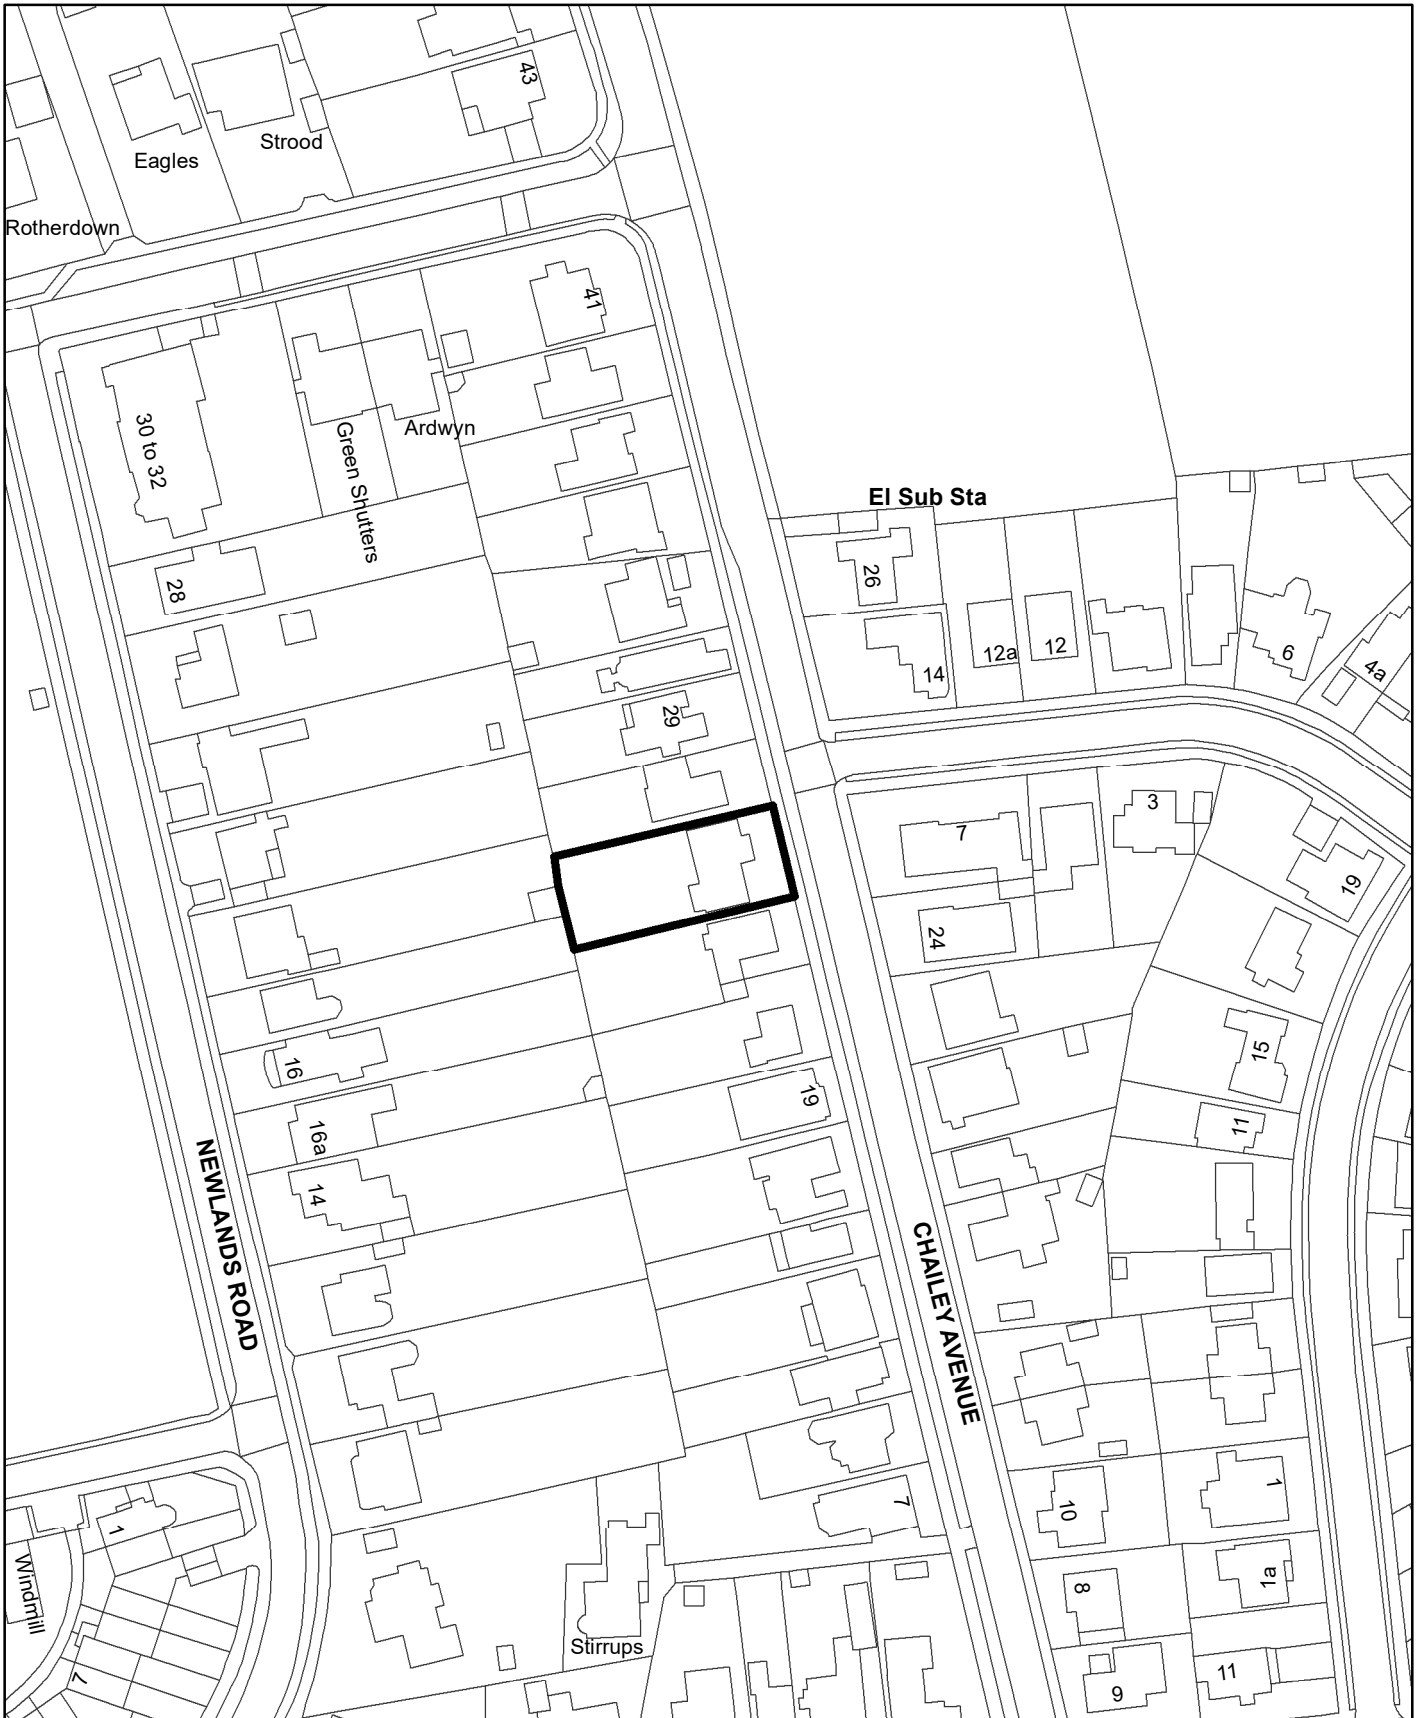 43
Strood
Eagles
Rotherdown
41
30 to 32
Green Shutters
Ardwyn
El Sub Sta
26
28
14
12a
12
6
4a
29
3
7
19
24
16
15
19
11
16a
14
NEWLANDS ROAD
CHAILEY AVENUE
7
10
1
1
Windmill
8
1a
7
Stirrups
9
11